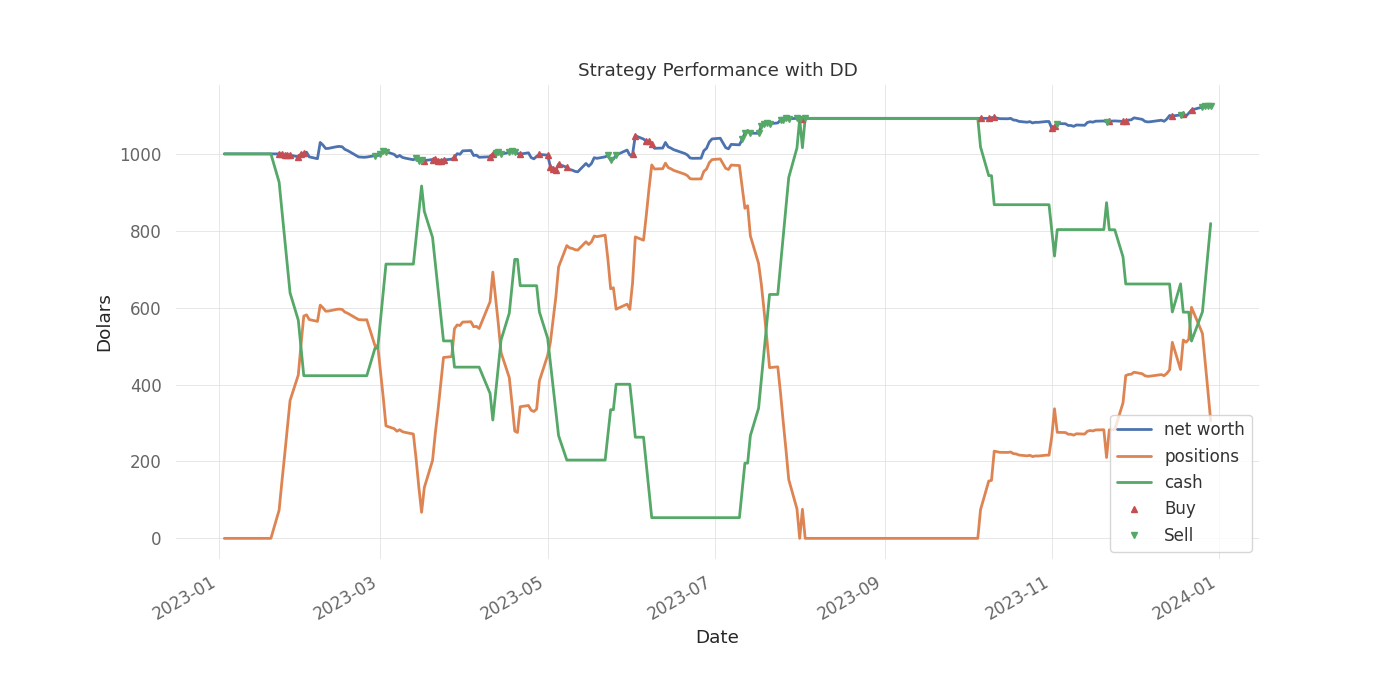 Strategy Performance with DD
Dolars
1000
800
600
400
200
0
2023-01
2023-03
2023-05
2023-07
2023-09
2023-11
2024-01
Date
net worth
positions
cash
Buy
Sell